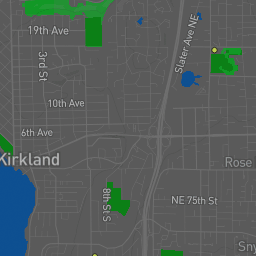 19th Ave
Slater Ave NE
3rd St
10th Ave
6th Ave
Kirkland
Rose
8th St S
NE 75th St
Sny